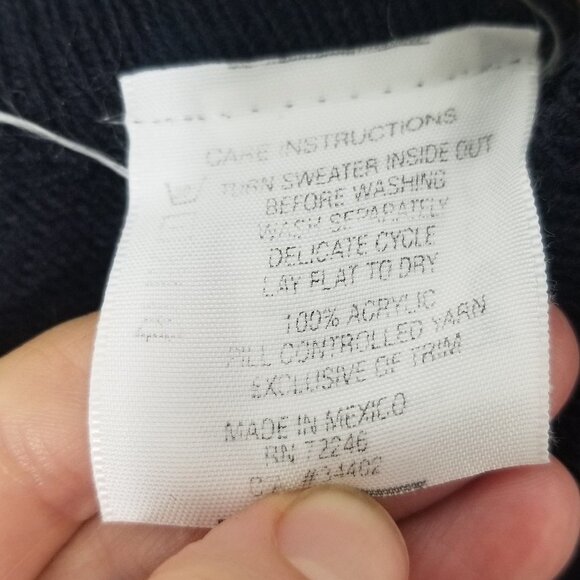 CARE INSTRUCTIONS
TURN SWEATER INSIDE OUT
BEFORE WASHING
WASH SEPARATELY
DELICATE CYCLE
LAY FLAT TO DRY
100% ACRYLIC
PILL CONTROLLED YARN
EXCLUSIVE OF TRIM
MADE IN MEXICO
RN 72246
C.A. #34402